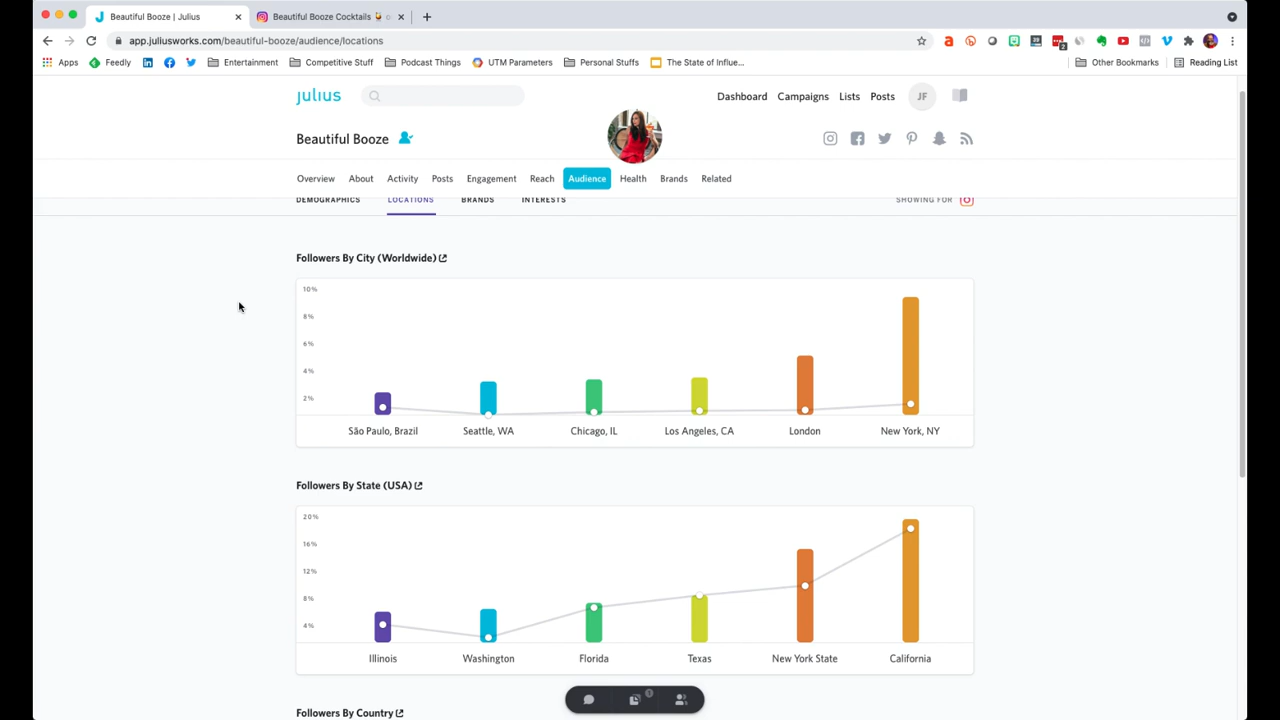 Beautiful Booze | Julius
Beautiful Booze Cocktails
app.juliusworks.com/beautiful-booze/audience/locations
Apps
Feedly
Entertainment
Competitive Stuff
Podcast Things
UTM Parameters
Personal Stuffs
The State of Influe...
Other Bookmarks
Reading List
julius
Dashboard
Campaigns
Lists
Posts
JF
Beautiful Booze
Overview
About
Activity
Posts
Engagement
Reach
Audience
Health
Brands
Related
DEMOGRAPHICS
LOCATIONS
BRANDS
INTERESTS
SHOWING FOR
Followers By City (Worldwide)
10%
8%
6%
4%
2%
São Paulo, Brazil
Seattle, WA
Chicago, IL
Los Angeles, CA
London
New York, NY
Followers By State (USA)
20%
16%
12%
8%
4%
Illinois
Washington
Florida
Texas
New York State
California
Followers By Country